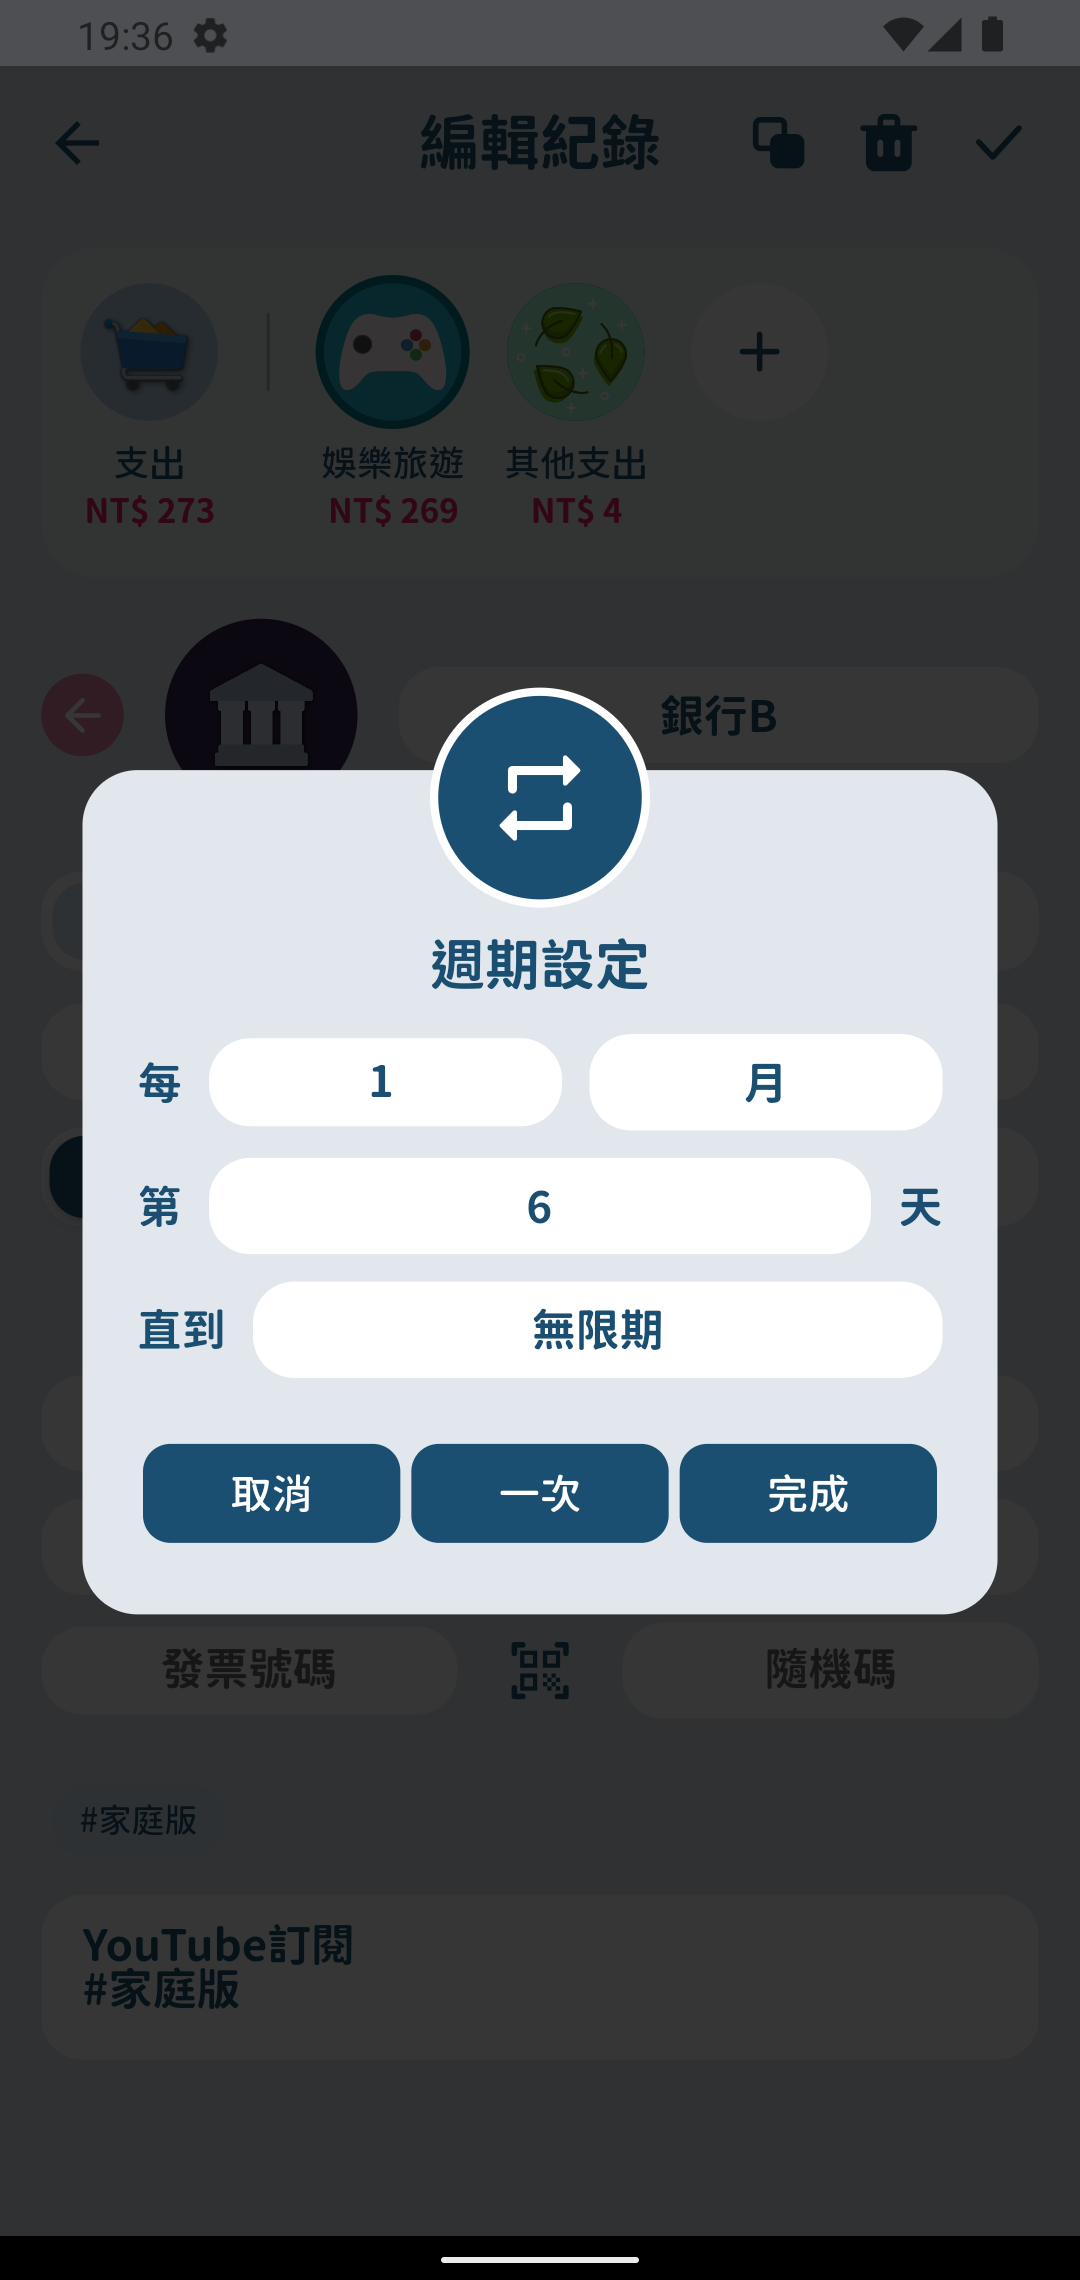 19:36
編輯紀錄
支出
NT$ 273
娛樂旅遊
NT$ 269
其他支出
NT$ 4
銀行B
週期設定
每 1 月
第 6 天
直到 無限期
取消 一次 完成
發票號碼 隨機碼
#家庭版
YouTube訂閱
#家庭版